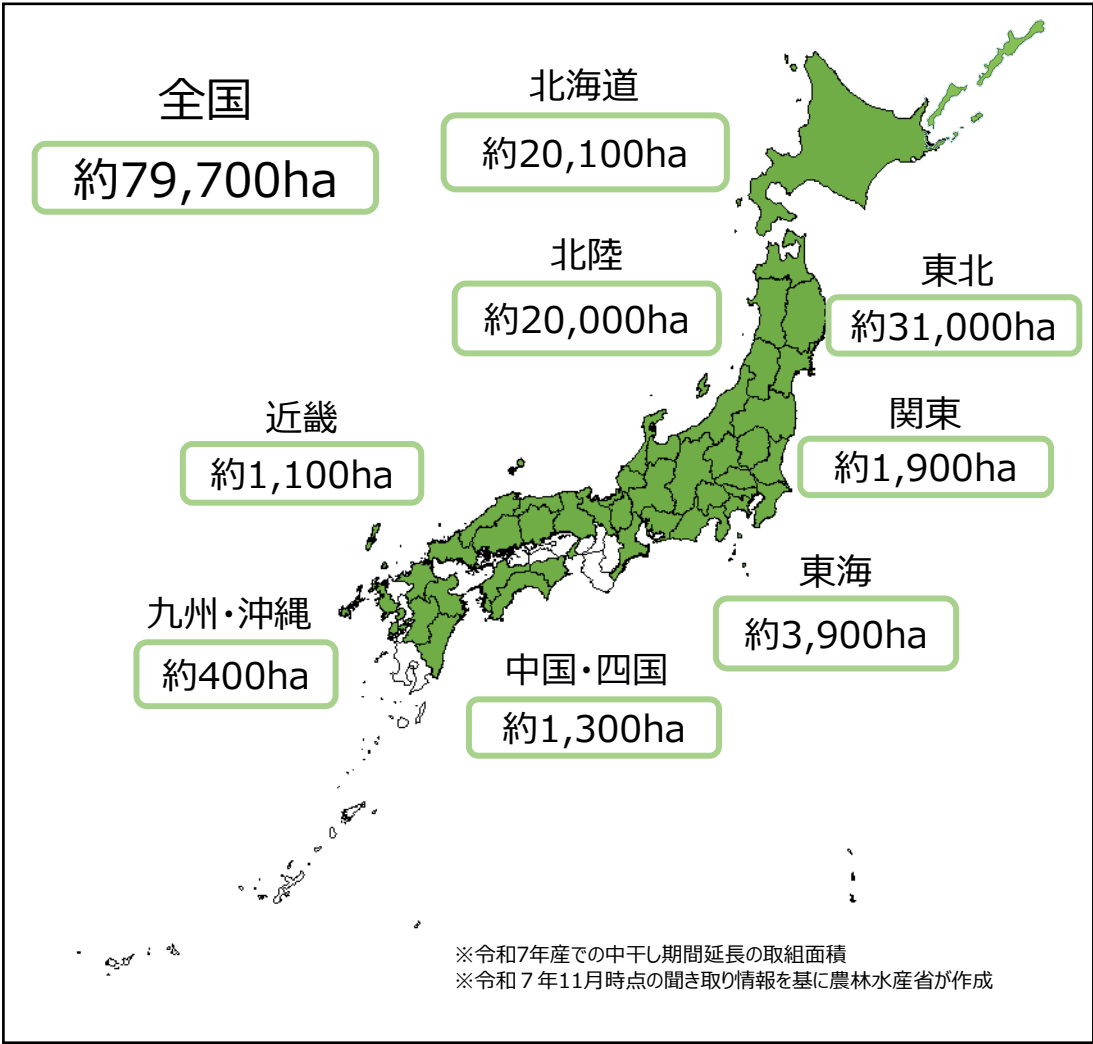 全国
約79,700ha
北海道
約20,100ha
北陸
約20,000ha
東北
約31,000ha
近畿
約1,100ha
関東
約1,900ha
東海
約3,900ha
九州・沖縄
約400ha
中国・四国
約1,300ha
※令和7年産での中干し期間延長の取組面積
※令和７年11月時点の聞き取り情報を基に農林水産省が作成